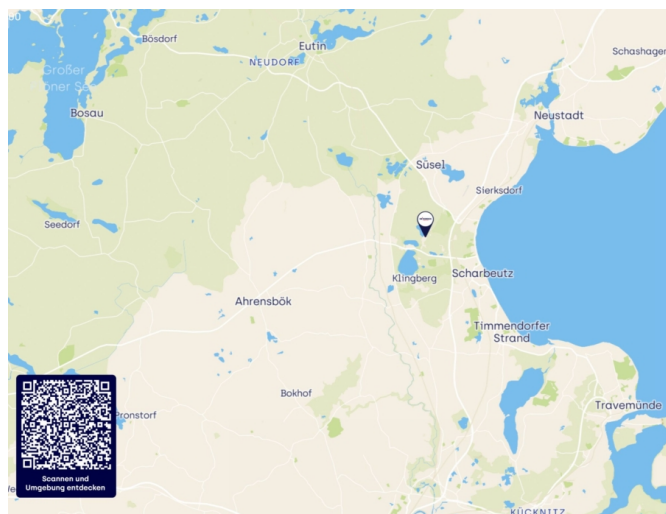 Bösdorf
Eutin
NEUDORF
Schashagen
Großer
Bosau
Neustadt
Süsel
Sierksdorf
Seedorf
Klingberg
Scharbeutz
Ahrensbök
Timmendorfer
Strand
Bokhof
Travemünde
Pronstorf
Scannen und
Umgebung entdecken
KÜCKNITZ